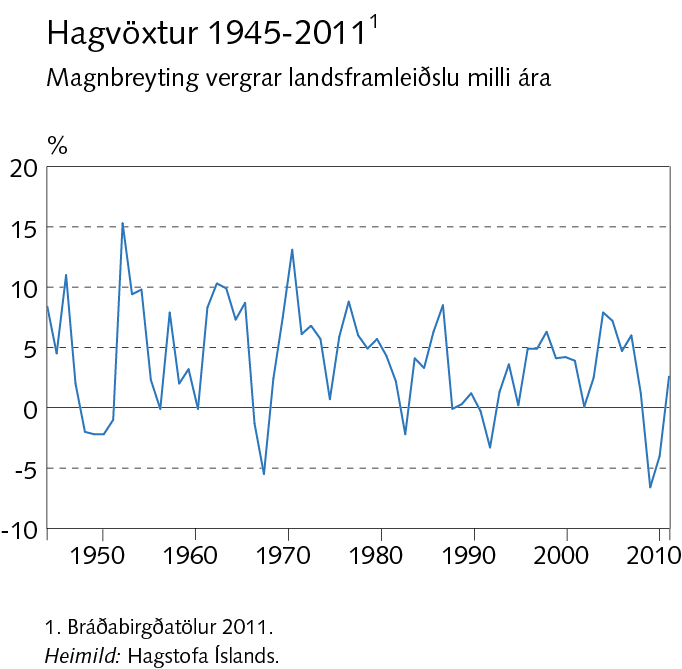 Hagvöxtur 1945-2011¹
Magnbreyting vergrar landsframleiðslu milli ára
%
20
15
10
5
0
-5
-10
1950 1960 1970 1980 1990 2000 2010
1. Bráðabirgðatölur 2011.
Heimild: Hagstofa Íslands.